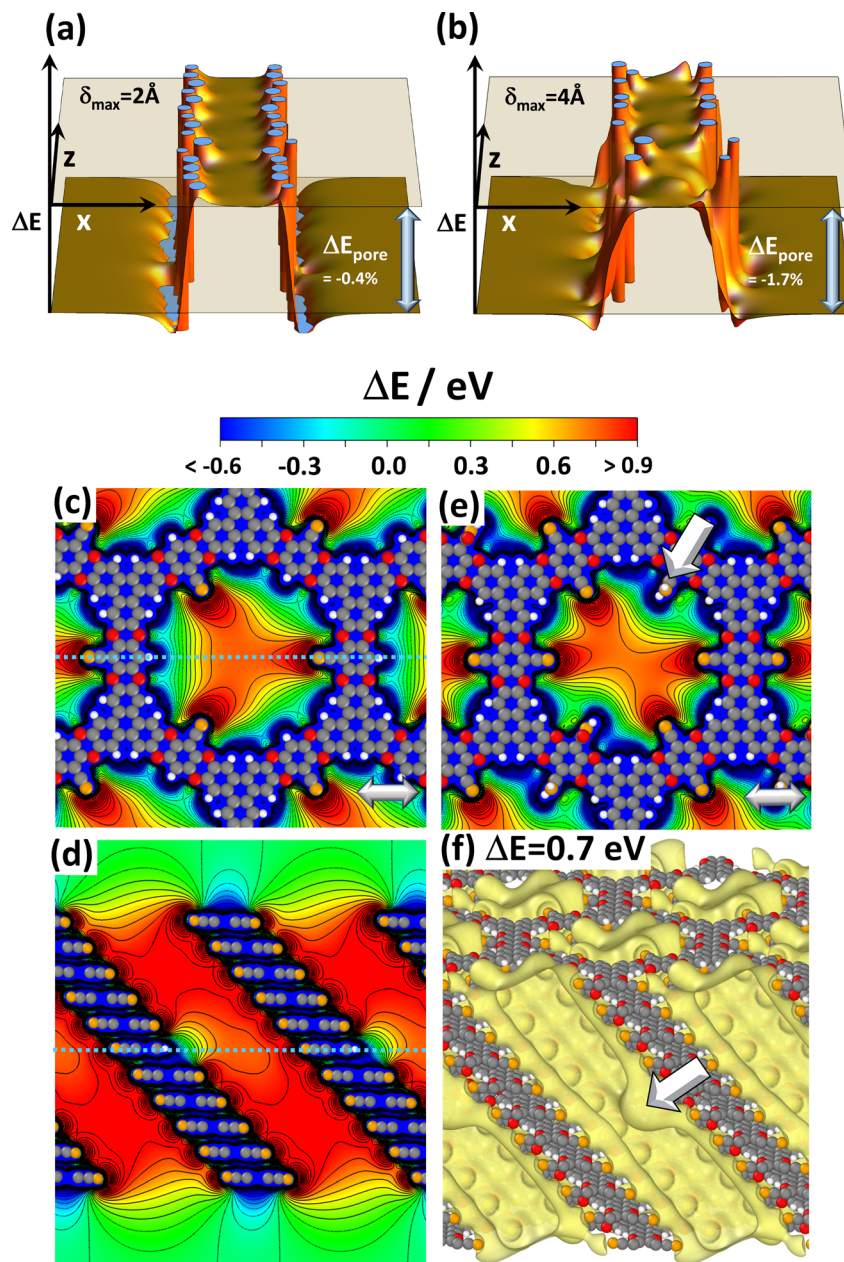 (a)
(b)
δmax=2Å
δmax=4Å
z
z
ΔE
x
ΔE
x
ΔEpore
= -0.4%
ΔEpore
= -1.7%
ΔE / eV
< -0.6 -0.3 0.0 0.3 0.6 > 0.9
(c)
(e)
(d)
(f) ΔE=0.7 eV